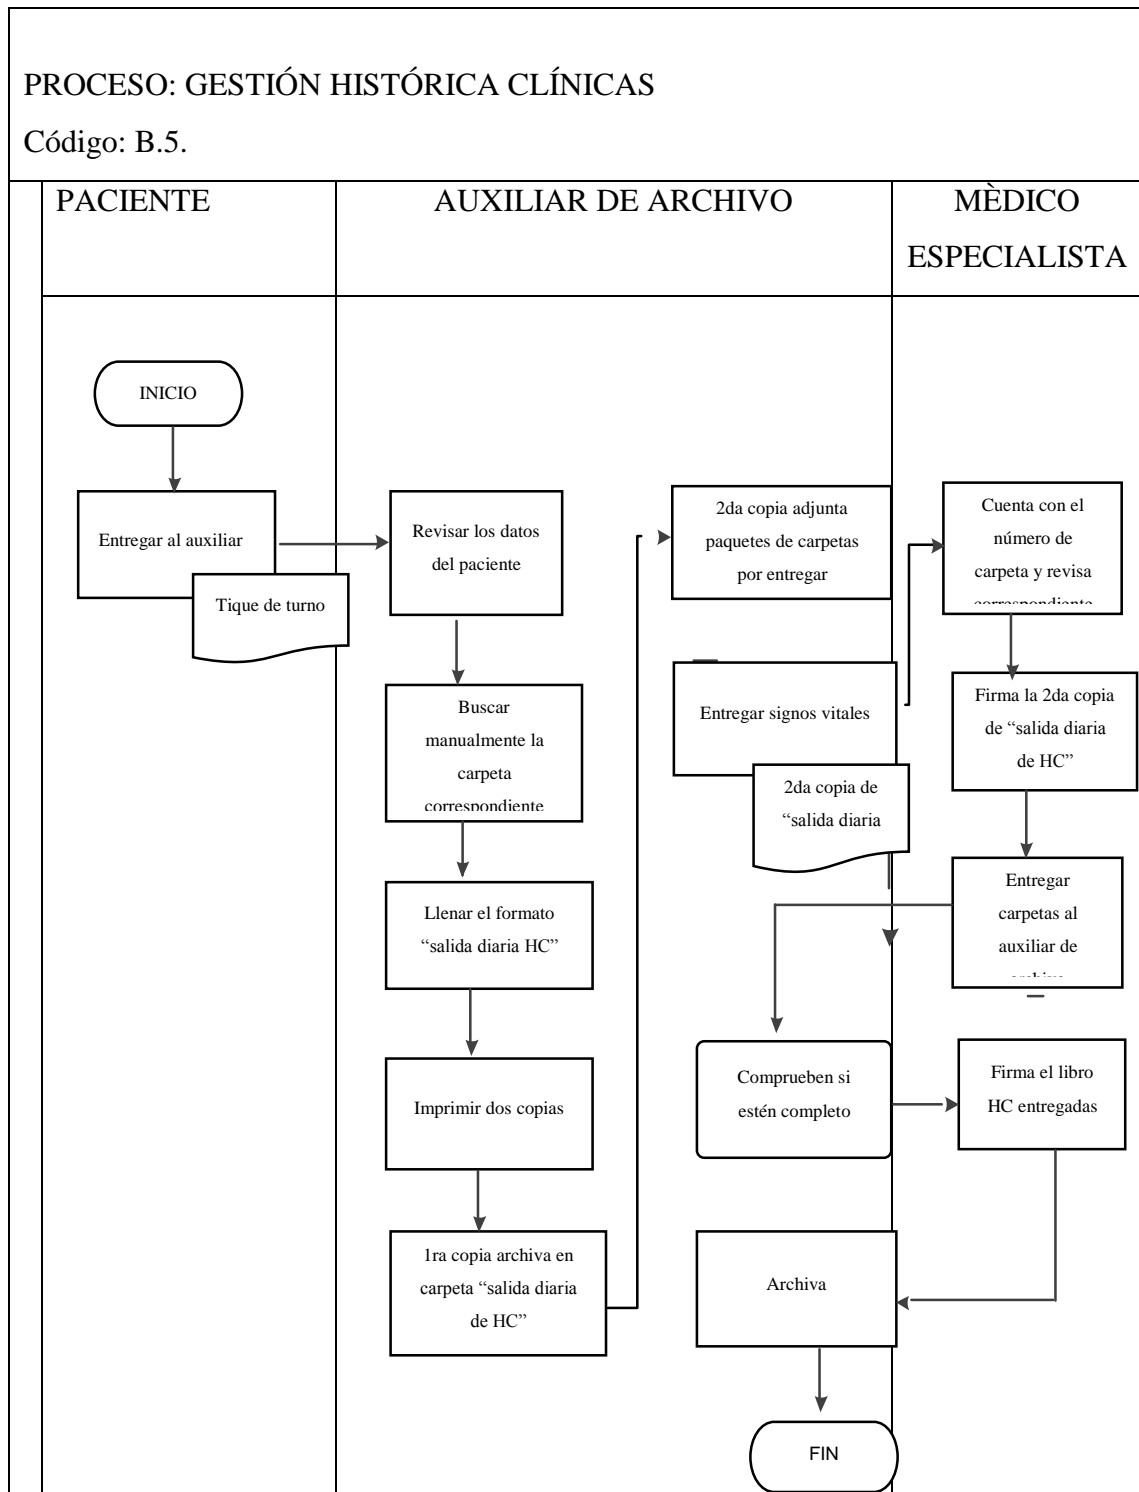 PROCESO: GESTIÓN HISTÓRICA CLÍNICAS
Código: B.5.
PACIENTE
AUXILIAR DE ARCHIVO
MÈDICO
ESPECIALISTA
INICIO
Entregar al auxiliar
Tique de turno
Revisar los datos
del paciente
Buscar
manualmente la
carpeta
correspondiente
Llenar el formato
“salida diaria HC”
Imprimir dos copias
1ra copia archiva en
carpeta “salida diaria
de HC”
2da copia adjunta
paquetes de carpetas
por entregar
Entregar signos vitales
2da copia de
“salida diaria
Cuenta con el
número de
carpeta y revisa
correspondiente
Firma la 2da copia
de “salida diaria
de HC”
Entregar
carpetas al
auxiliar de
Comprueben si
estén completo
Firma el libro
HC entregadas
Archiva
FIN